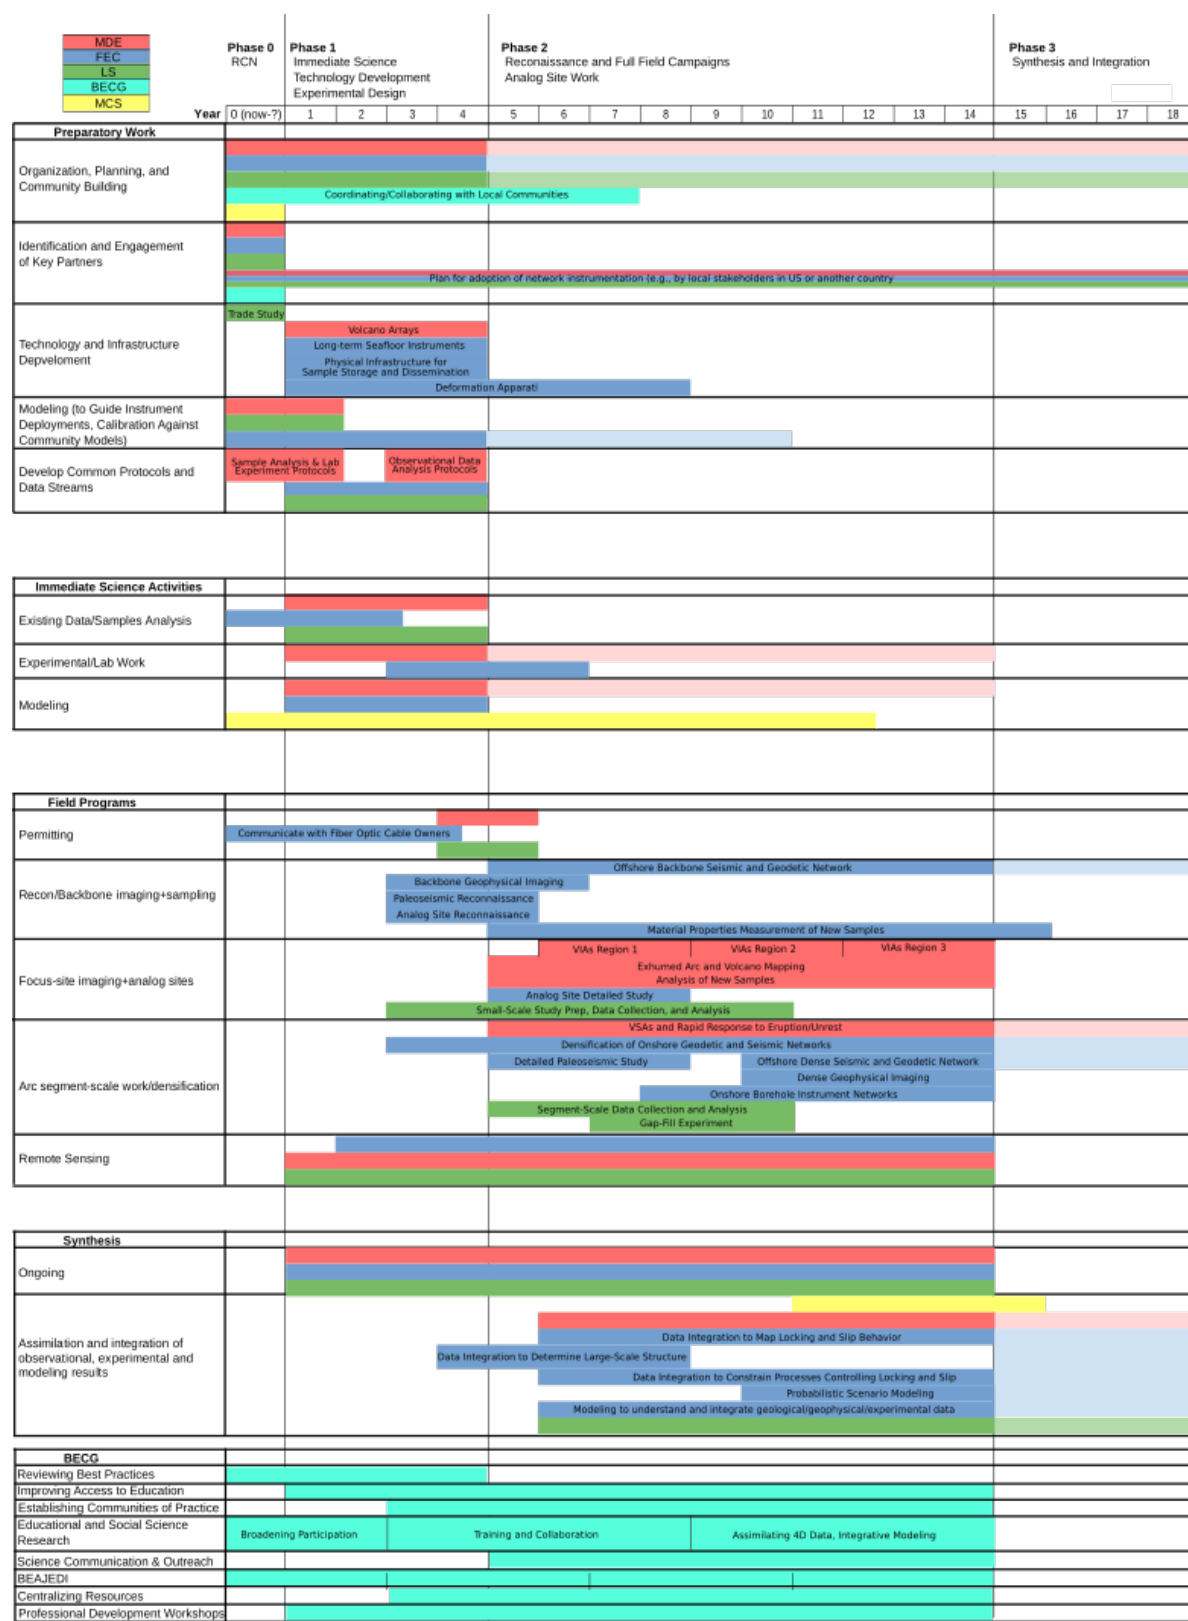 MDE
FEC
LS
BECG
MCS
Phase 0
RCN
Phase 1
Immediate Science
Technology Development
Experimental Design
Phase 2
Reconaissance and Full Field Campaigns
Analog Site Work
Phase 3
Synthesis and Integration
Year 0 (now-?) 1 2 3 4 5 6 7 8 9 10 11 12 13 14 15 16 17 18
Preparatory Work
Organization, Planning, and
Community Building
Coordinating/Collaborating with Local Communities
Identification and Engagement
of Key Partners
Plan for adoption of network instrumentation (e.g., by local stakeholders in US or another country
Technology and Infrastructure
Depveloment
Trade Study
Volcano Arrays
Long-term Seafloor Instruments
Physical Infrastructure for
Sample Storage and Dissemination
Deformation Apparati
Modeling (to Guide Instrument
Deployments, Calibration Against
Community Models)
Develop Common Protocols and
Data Streams
Sample Analysis & Lab
Experiment Protocols
Observational Data
Analysis Protocols
Immediate Science Activities
Existing Data/Samples Analysis
Experimental/Lab Work
Modeling
Field Programs
Permitting
Communicate with Fiber Optic Cable Owners
Recon/Backbone imaging+sampling
Offshore Backbone Seismic and Geodetic Network
Backbone Geophysical Imaging
Paleoseismic Reconnaissance
Analog Site Reconnaissance
Material Properties Measurement of New Samples
Focus-site imaging+analog sites
VIAs Region 1 VIAs Region 2 VIAs Region 3
Exhumed Arc and Volcano Mapping
Analysis of New Samples
Analog Site Detailed Study
Small-Scale Study Prep, Data Collection, and Analysis
Arc segment-scale work/densification
VSAs and Rapid Response to Eruption/Unrest
Densification of Onshore Geodetic and Seismic Networks
Detailed Paleoseismic Study Offshore Dense Seismic and Geodetic Network
Dense Geophysical Imaging
Onshore Borehole Instrument Networks
Segment-Scale Data Collection and Analysis
Gap-Fill Experiment
Remote Sensing
Synthesis
Ongoing
Assimilation and integration of
observational, experimental and
modeling results
Data Integration to Map Locking and Slip Behavior
Data Integration to Determine Large-Scale Structure
Data Integration to Constrain Processes Controlling Locking and Slip
Probabilistic Scenario Modeling
Modeling to understand and integrate geological/geophysical/experimental data
BECG
Reviewing Best Practices
Improving Access to Education
Establishing Communities of Practice
Educational and Social Science
Research
Broadening Participation Training and Collaboration Assimilating 4D Data, Integrative Modeling
Science Communication & Outreach
BEAJEDI
Centralizing Resources
Professional Development Workshops